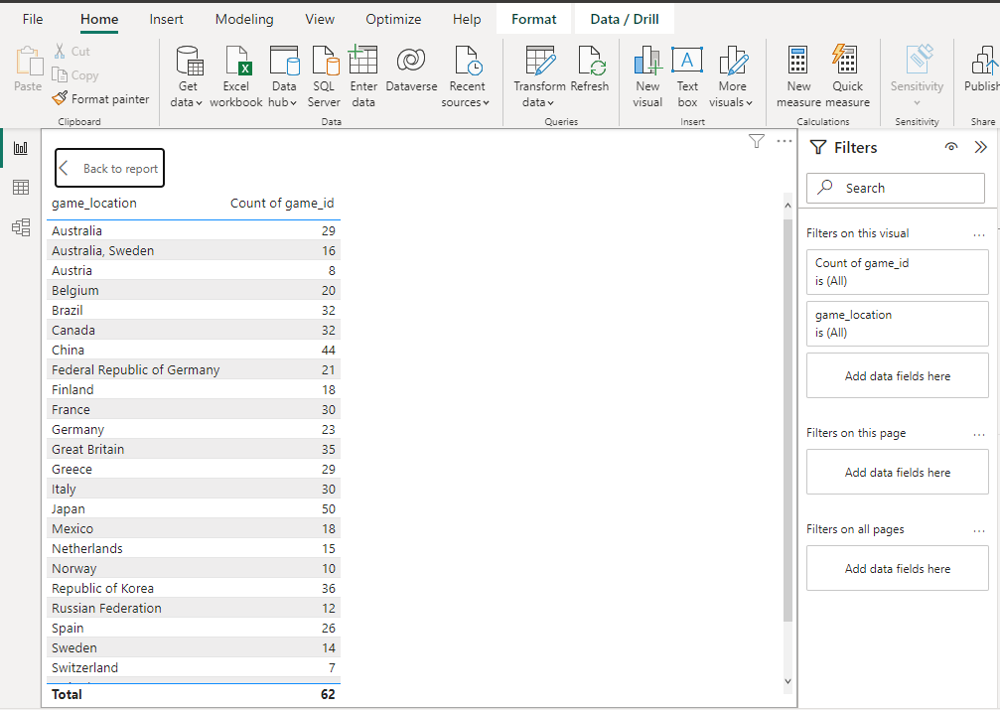 File Home Insert Modeling View Optimize Help Format Data / Drill
Paste
Cut
Copy
Format painter
Clipboard
Get data
Excel workbook
Data hub
SQL Server
Enter data
Dataverse
Recent sources
Data
Transform data
Refresh
Queries
New visual
Text box
More visuals
Insert
New measure
Quick measure
Calculations
Sensitivity
Sensitivity
Publish
Share
Back to report
game_location Count of game_id
Australia 29
Australia, Sweden 16
Austria 8
Belgium 20
Brazil 32
Canada 32
China 44
Federal Republic of Germany 21
Finland 18
France 30
Germany 23
Great Britain 35
Greece 29
Italy 30
Japan 50
Mexico 18
Netherlands 15
Norway 10
Republic of Korea 36
Russian Federation 12
Spain 26
Sweden 14
Switzerland 7
Total 62
Filters
Search
Filters on this visual
Count of game_id
is (All)
game_location
is (All)
Add data fields here
Filters on this page
Add data fields here
Filters on all pages
Add data fields here